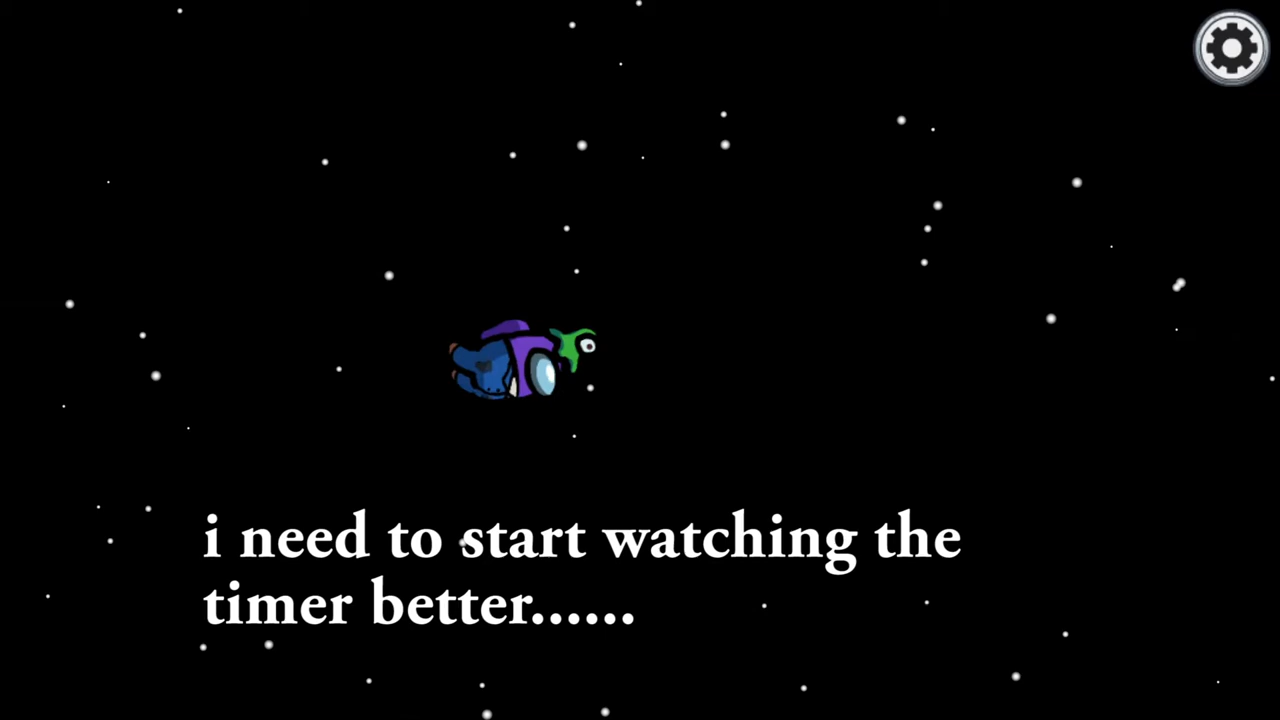 i need to start watching the
timer better......